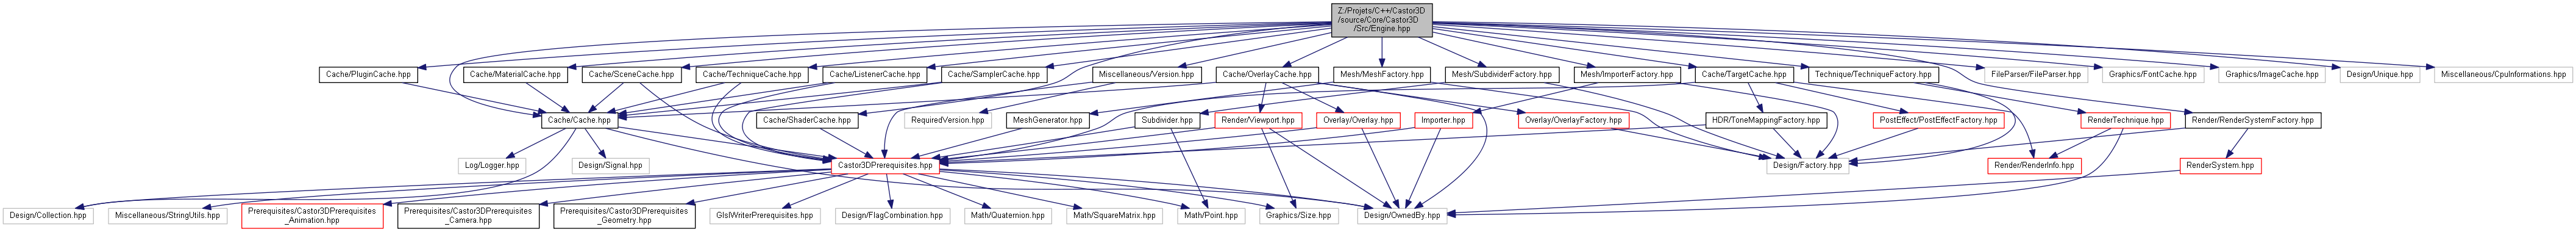 Z:/Projets/C++/Castor3D
/source/Core/Castor3D
/Src/Engine.hpp
Cache/PluginCache.hpp
Cache/MaterialCache.hpp
Cache/SceneCache.hpp
Cache/TechniqueCache.hpp
Cache/ListenerCache.hpp
Cache/SamplerCache.hpp
Miscellaneous/Version.hpp
Cache/OverlayCache.hpp
Mesh/MeshFactory.hpp
Mesh/SubdividerFactory.hpp
Mesh/ImporterFactory.hpp
Cache/TargetCache.hpp
Technique/TechniqueFactory.hpp
FileParser/FileParser.hpp
Graphics/FontCache.hpp
Graphics/ImageCache.hpp
Design/Unique.hpp
Miscellaneous/CpuInformations.hpp
Cache/Cache.hpp
Cache/ShaderCache.hpp
RequiredVersion.hpp
MeshGenerator.hpp
Subdivider.hpp
Render/Viewport.hpp
Overlay/Overlay.hpp
Importer.hpp
Overlay/OverlayFactory.hpp
HDR/ToneMappingFactory.hpp
PostEffect/PostEffectFactory.hpp
RenderTechnique.hpp
Render/RenderSystemFactory.hpp
Log/Logger.hpp
Design/Signal.hpp
Castor3DPrerequisites.hpp
Design/Factory.hpp
Render/RenderInfo.hpp
RenderSystem.hpp
Design/Collection.hpp
Miscellaneous/StringUtils.hpp
Prerequisites/Castor3DPrerequisites
_Animation.hpp
Prerequisites/Castor3DPrerequisites
_Camera.hpp
Prerequisites/Castor3DPrerequisites
_Geometry.hpp
GlslWriterPrerequisites.hpp
Design/FlagCombination.hpp
Math/Quaternion.hpp
Math/SquareMatrix.hpp
Math/Point.hpp
Graphics/Size.hpp
Design/OwnedBy.hpp